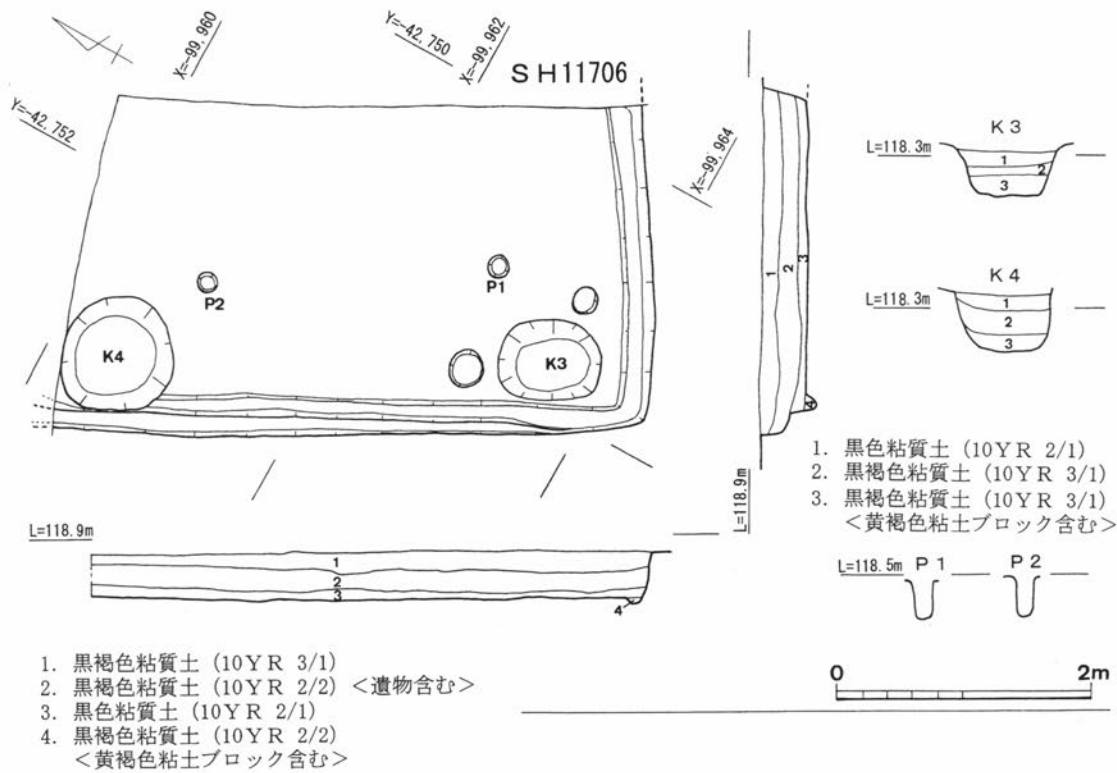 X=-99,960
Y=-42,750
X=-99,962
SH11706
Y=-42,752
X=-99,964
P2
P1
K4
K3
1
2
3
4
L=118.9m
K3
L=118.3m
1
2
3
K4
L=118.3m
1
2
3
1. 黒色粘質土 (10YR 2/1)
2. 黒褐色粘質土 (10YR 3/1)
3. 黒褐色粘質土 (10YR 3/1)
<黄褐色粘土ブロック含む>
L=118.9m
1
2
3
4
L=118.5m P1 P2
1. 黒褐色粘質土 (10YR 3/1)
2. 黒褐色粘質土 (10YR 2/2) <遺物含む>
3. 黒色粘質土 (10YR 2/1)
4. 黒褐色粘質土 (10YR 2/2)
<黄褐色粘土ブロック含む>
0 2m